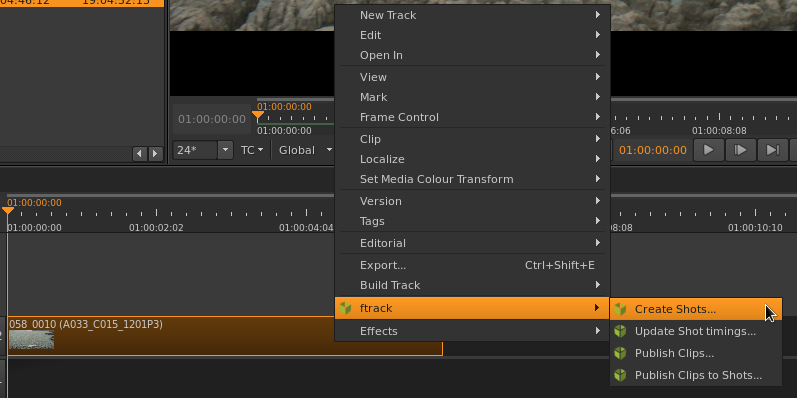 04:46:12 19:04:52:15
New Track
Edit
Open In
View
Mark
Frame Control
Clip
Localize
Set Media Colour Transform
Version
Tags
Editorial
Export... Ctrl+Shift+E
Build Track
ftrack
Effects
Create Shots...
Update Shot timings...
Publish Clips...
Publish Clips to Shots...
01:00:00:00
01:00:00:00
01:00:00:00
6:06
01:00:08:08
24*
TC
Global
01:00:00:00
01:00:00:00
01:00:00:00
01:00:02:02
01:00:04:04
08:08
01:00:10:10
058_0010 (A033_C015_1201P3)